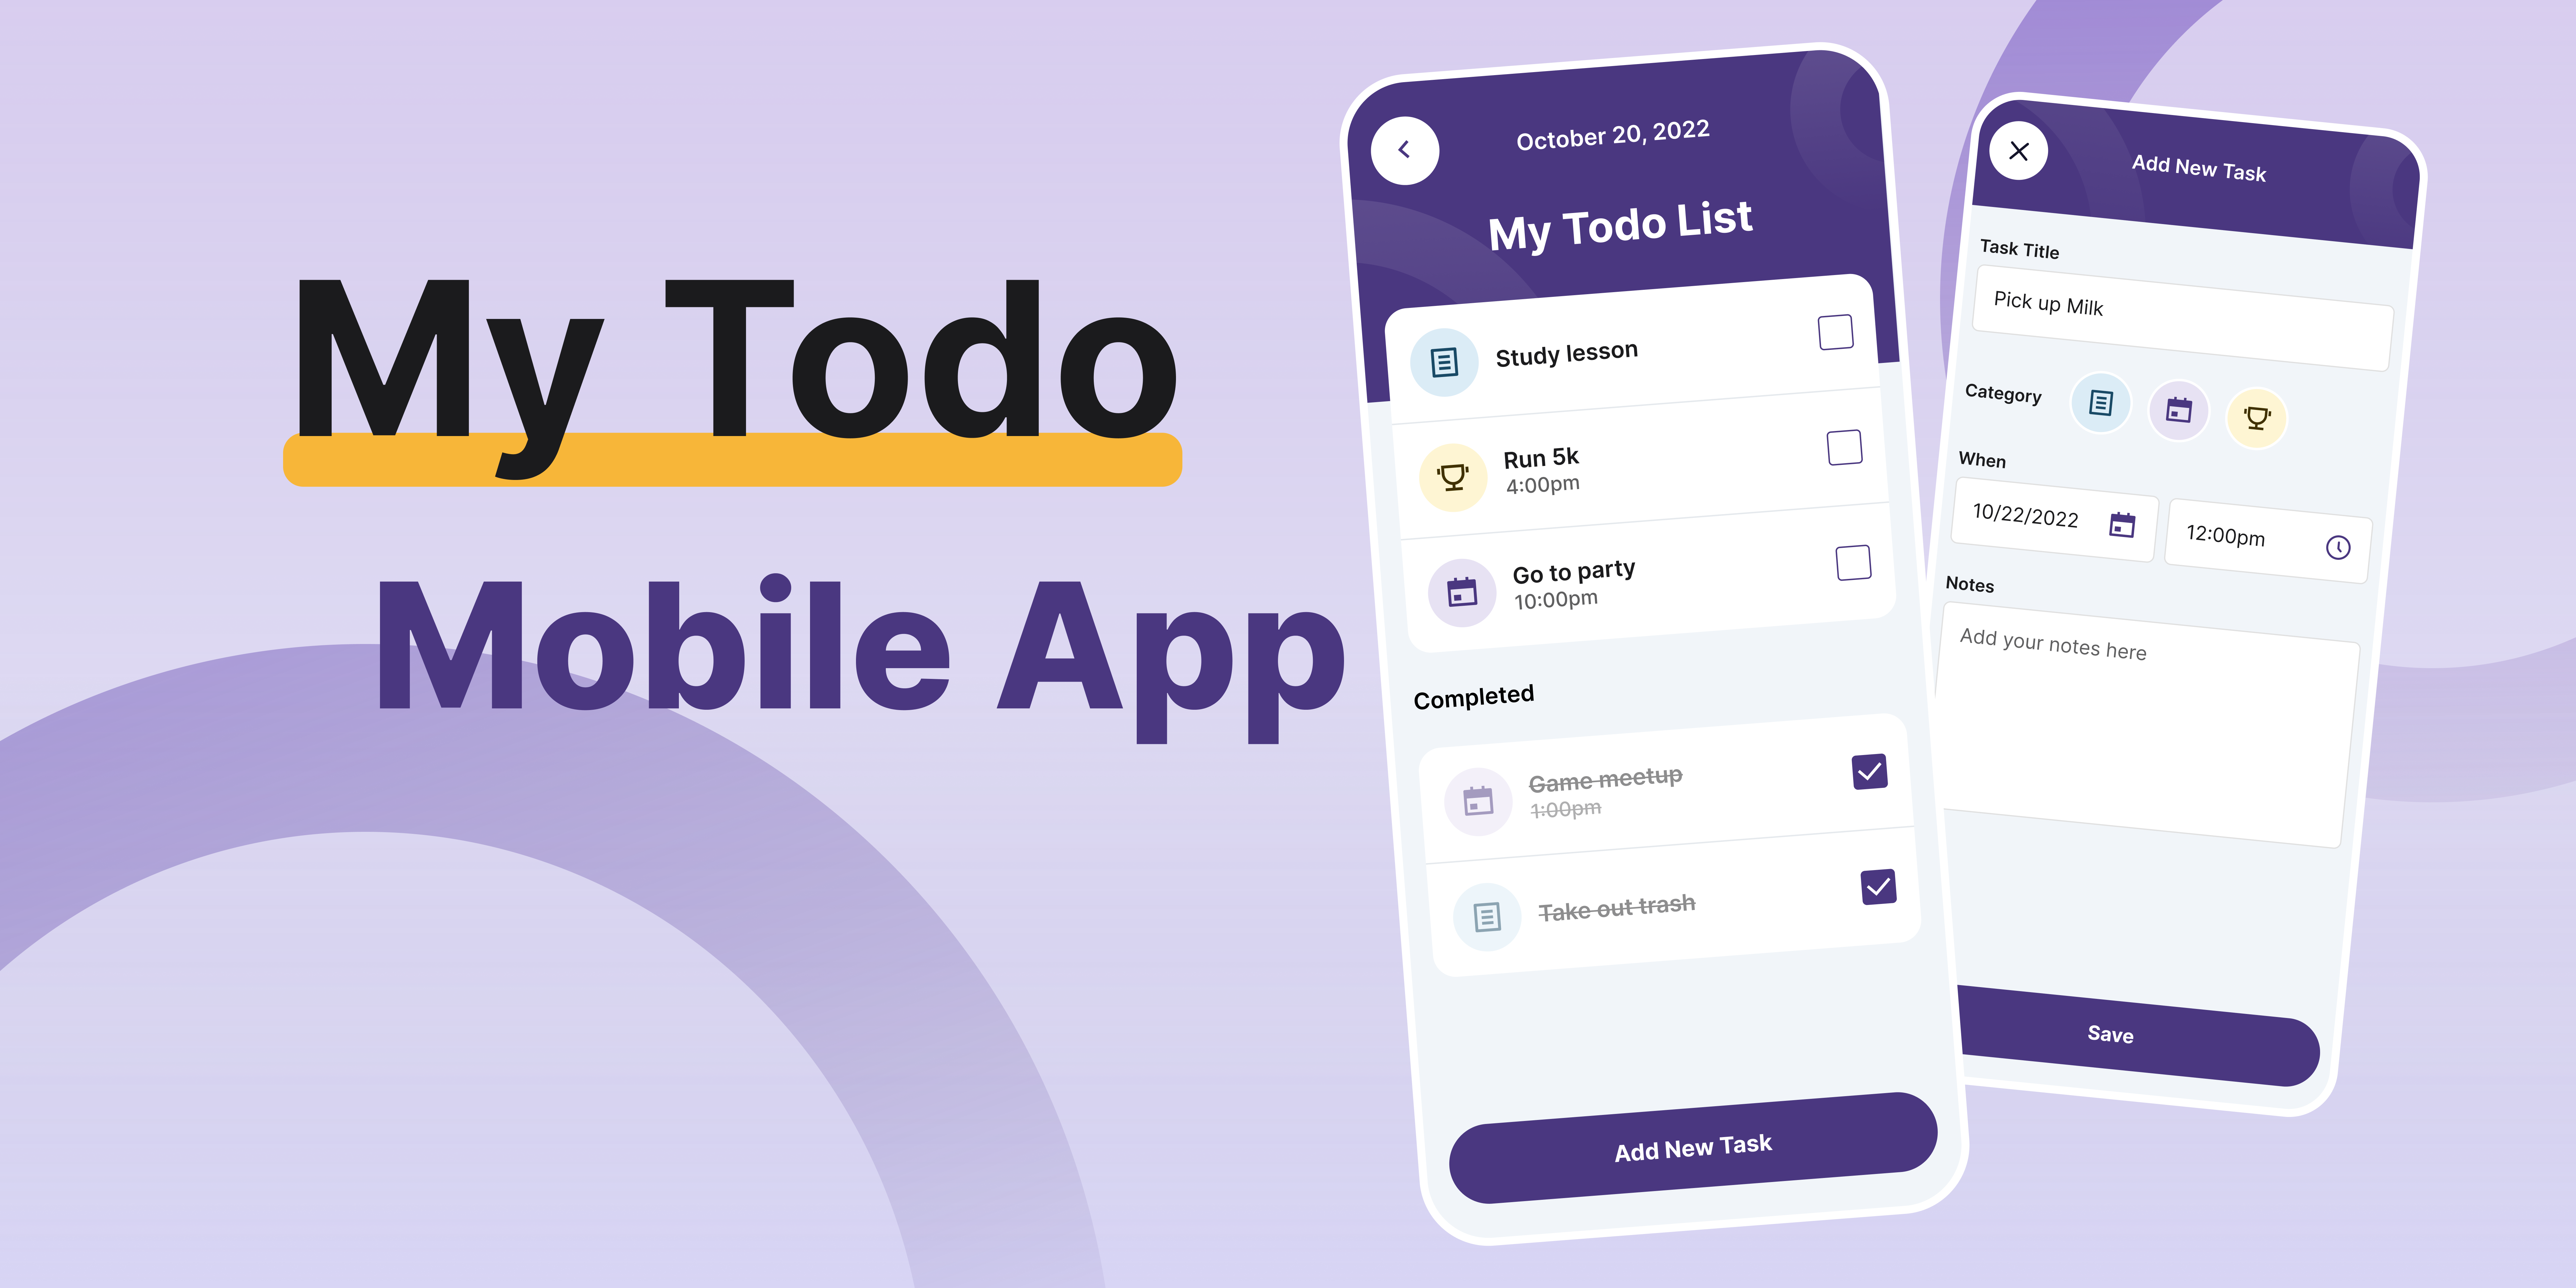 My Todo
Mobile App
October 20, 2022
My Todo List
Study lesson
Run 5k
4:00pm
Go to party
10:00pm
Completed
Game meetup
1:00pm
Take out trash
Add New Task
Add New Task
Task Title
Pick up Milk
Category
When
10/22/2022
12:00pm
Notes
Add your notes here
Save